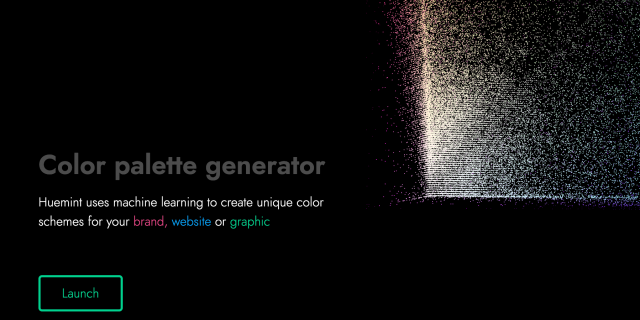 Color palette generator
Huemint uses machine learning to create unique color
schemes for your brand, website or graphic
Launch